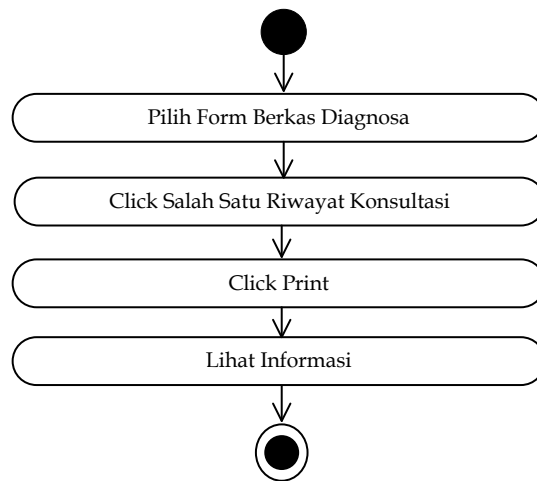 Pilih Form Berkas Diagnosa
Click Salah Satu Riwayat Konsultasi
Click Print
Lihat Informasi